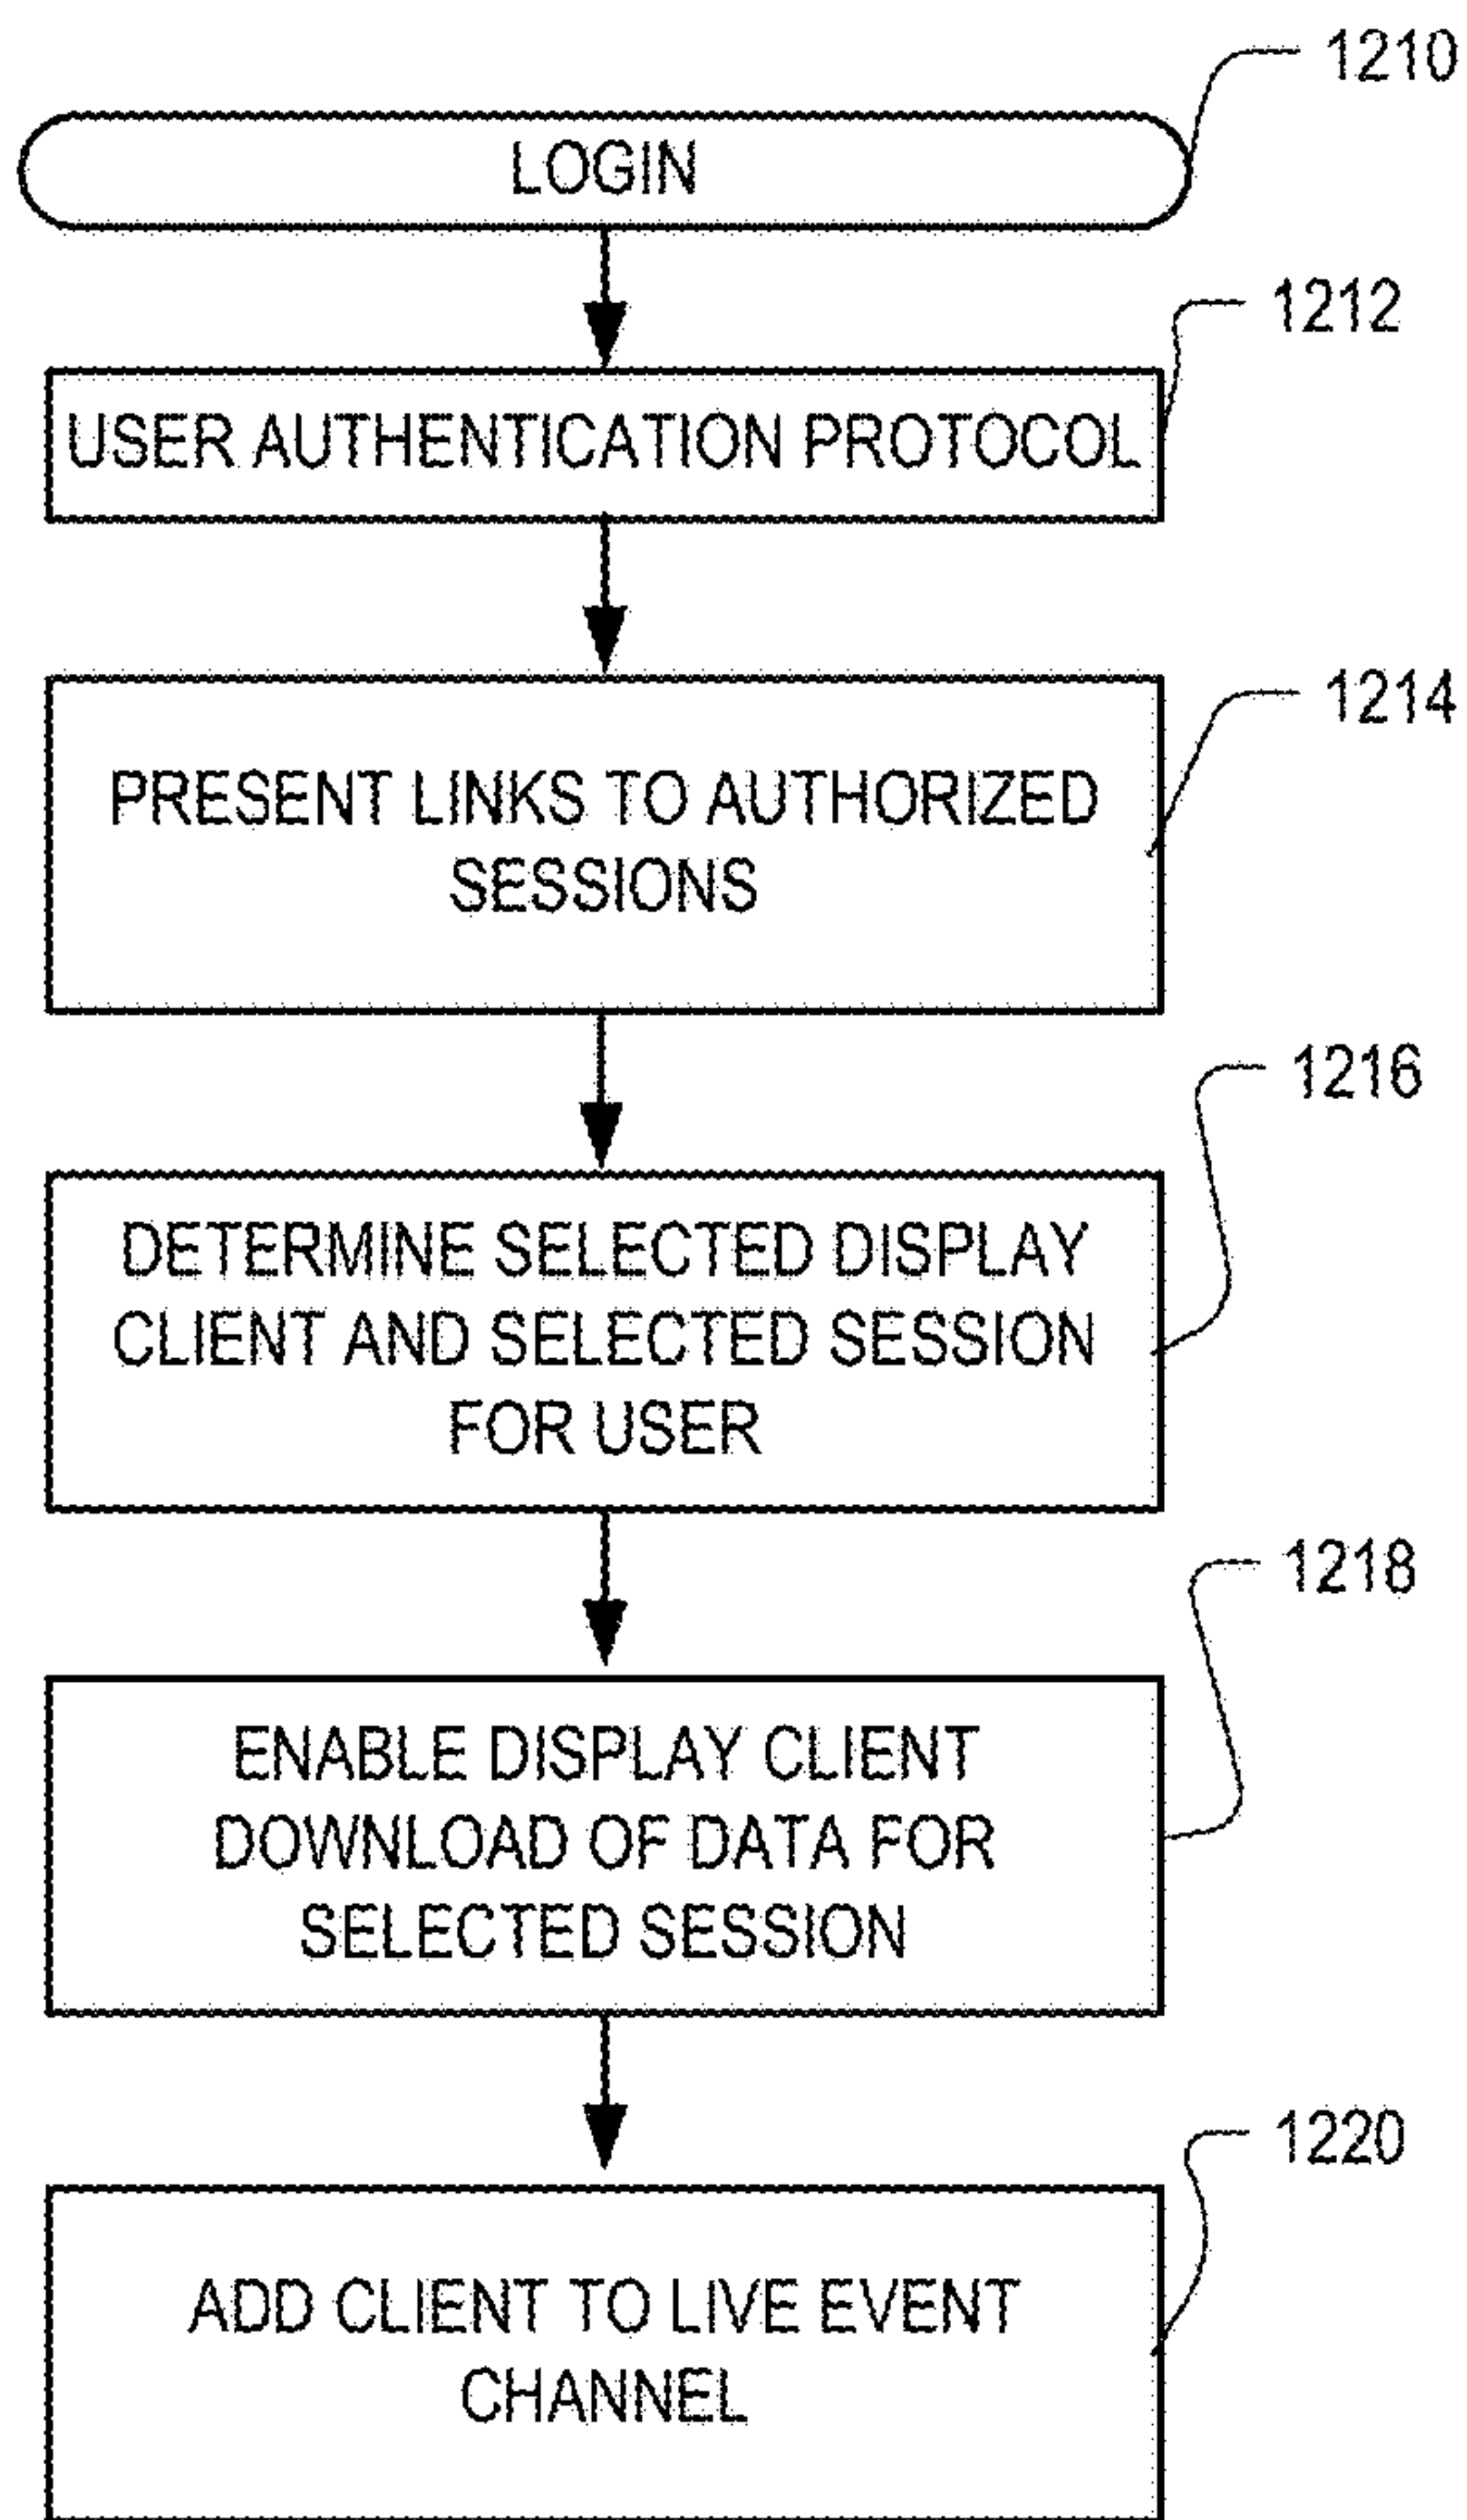 1210
LOGIN
1212
USER AUTHENTICATION PROTOCOL
1214
PRESENT LINKS TO AUTHORIZED
SESSIONS
1216
DETERMINE SELECTED DISPLAY
CLIENT AND SELECTED SESSION
FOR USER
1218
ENABLE DISPLAY CLIENT
DOWNLOAD OF DATA FOR
SELECTED SESSION
1220
ADD CLIENT TO LIVE EVENT
CHANNEL